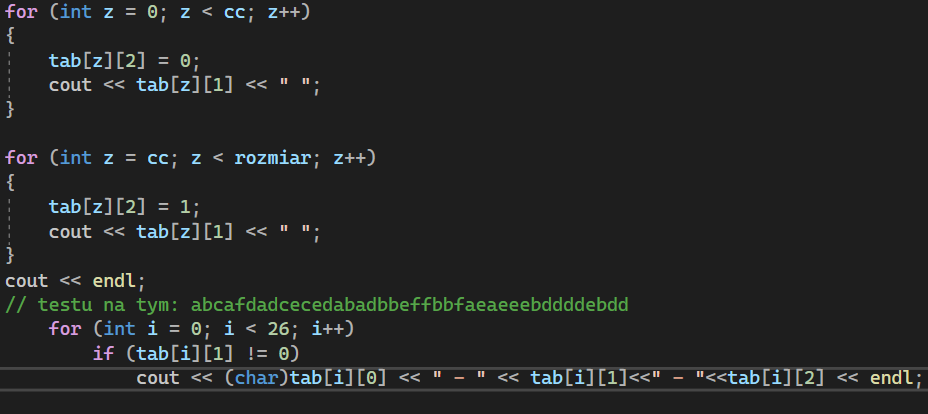 for (int z = 0; z < cc; z++)
{
    tab[z][2] = 0;
    cout << tab[z][1] << " ";
}

for (int z = cc; z < rozmiar; z++)
{
    tab[z][2] = 1;
    cout << tab[z][1] << " ";
}
cout << endl;
// testu na tym: abcafdadcecedabadbbeffbbfaeaeeebddddebdd
    for (int i = 0; i < 26; i++)
        if (tab[i][1] != 0)
            cout << (char)tab[i][0] << " - " << tab[i][1]<<" - "<<tab[i][2] << endl;